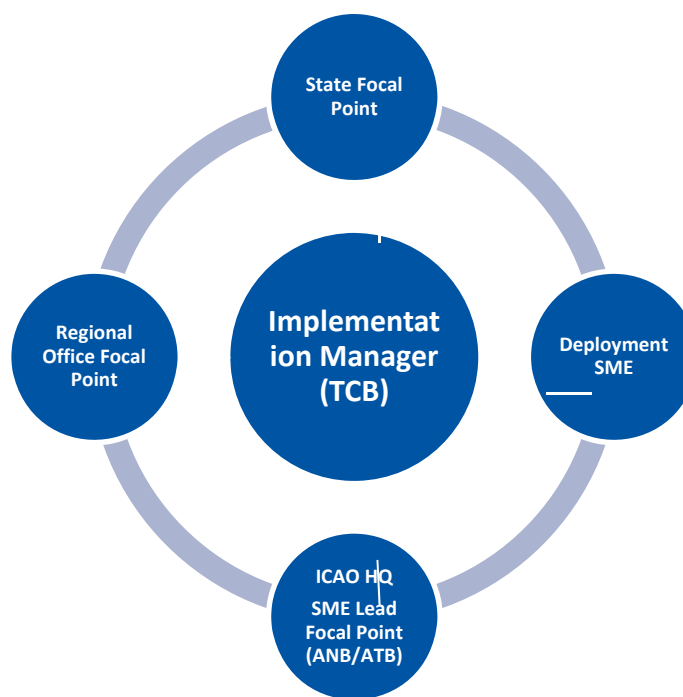 State Focal
Point
Regional
Office Focal
Point
Implementat
ion Manager
(TCB)
Deployment
SME
ICAO HQ
SME Lead
Focal Point
(ANB/ATB)